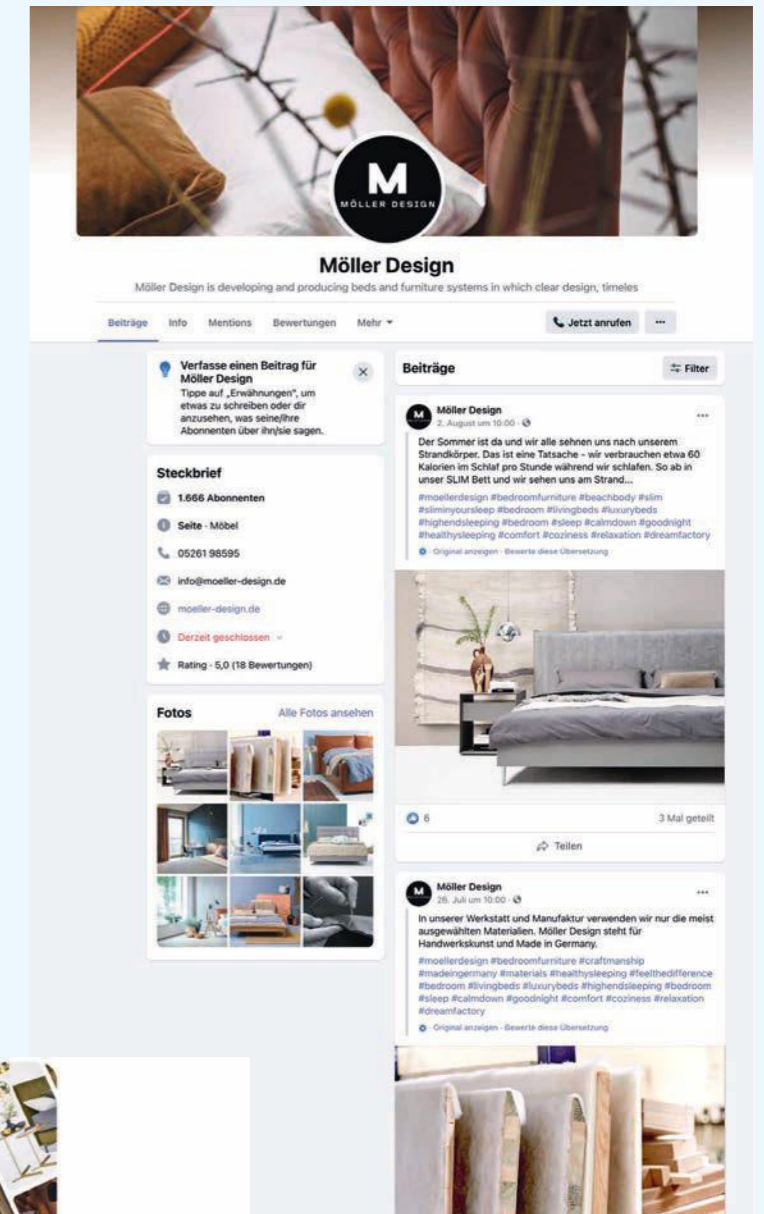 M
MÖLLER DESIGN
Möller Design
Möller Design is developing and producing beds and furniture systems in which clear design, timeles
Beiträge Info Mentions Bewertungen Mehr
Jetzt anrufen ...
Verfasse einen Beitrag für
Möller Design
Tippe auf „Erwähnungen", um
etwas zu schreiben oder dir
anzusehen, was seine/ihre
Abonnenten über ihn/sie sagen.
Steckbrief
1.666 Abonnenten
Seite · Möbel
05261 98595
info@moeller-design.de
moeller-design.de
Derzeit geschlossen
Rating · 5,0 (18 Bewertungen)
Fotos Alle Fotos ansehen
Beiträge Filter
M
Möller Design ...
2. August um 10:00 ·
Der Sommer ist da und wir alle sehnen uns nach unserem
Strandkörper. Das ist eine Tatsache - wir verbrauchen etwa 60
Kalorien im Schlaf pro Stunde während wir schlafen. So ab in
unser SLIM Bett und wir sehen uns am Strand...
#moellerdesign #bedroomfurniture #beachbody #slim
#sliminyoursleep #bedroom #livingbeds #luxurybeds
#highendsleeping #bedroom #sleep #calmdown #goodnight
#healthysleeping #comfort #coziness #relaxation #dreamfactory
· Original anzeigen · Bewerte diese Übersetzung
6 3 Mal geteilt
Teilen
M
Möller Design ...
26. Juli um 10:00 ·
In unserer Werkstatt und Manufaktur verwenden wir nur die meist
ausgewählten Materialien. Möller Design steht für
Handwerkskunst und Made in Germany.
#moellerdesign #bedroomfurniture #craftmanship
#madeingermany #materials #healthysleeping #feelthedifference
#bedroom #livingbeds #luxurybeds #highendsleeping #bedroom
#sleep #calmdown #goodnight #comfort #coziness #relaxation
#dreamfactory
· Original anzeigen · Bewerte diese Übersetzung